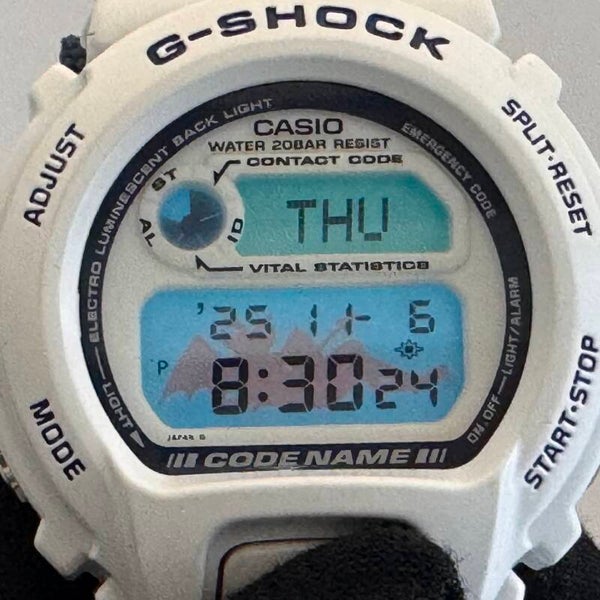 G-SHOCK
ADJUST
SPLIT·RESET
ELECTRO LUMINESCENT BACK LIGHT
EMERGENCY CODE
CASIO
WATER 20BAR RESIST
CONTACT CODE
ST
AL
ID
THU
VITAL STATISTICS
'25 11- 6
P 8:30 24
LIGHT
ON.OFF
LIGHT/ALARM
MODE
START·STOP
CODE NAME